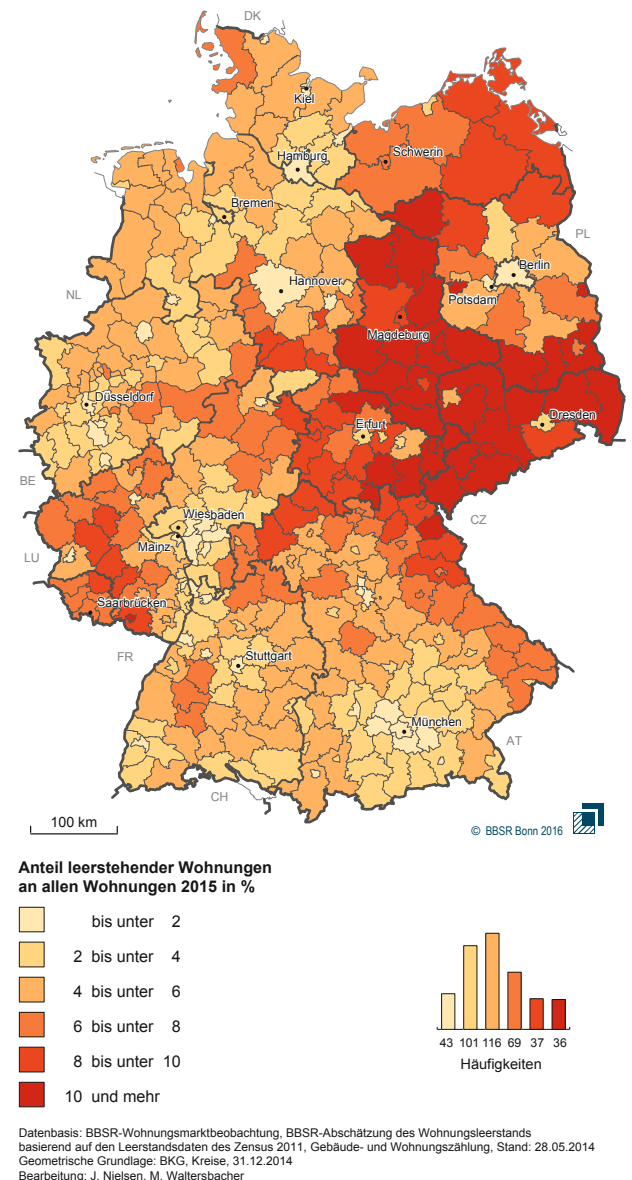 DK
Kiel
Hamburg
Schwerin
Bremen
PL
Berlin
Hannover
NL
Potsdam
Magdeburg
Düsseldorf
Dresden
Erfurt
BE
Wiesbaden
CZ
Mainz
LU
Saarbrücken
FR
Stuttgart
München
AT
CH
100 km
© BBSR Bonn 2016
Anteil leerstehender Wohnungen
an allen Wohnungen 2015 in %
bis unter 2
2 bis unter 4
4 bis unter 6
6 bis unter 8
8 bis unter 10
10 und mehr
43 101 116 69 37 36
Häufigkeiten
Datenbasis: BBSR-Wohnungsmarktbeobachtung, BBSR-Abschätzung des Wohnungsleerstands
basierend auf den Leerstandsdaten des Zensus 2011, Gebäude- und Wohnungszählung, Stand: 28.05.2014
Geometrische Grundlage: BKG, Kreise, 31.12.2014
Bearbeitung: J. Nielsen, M. Waltersbacher